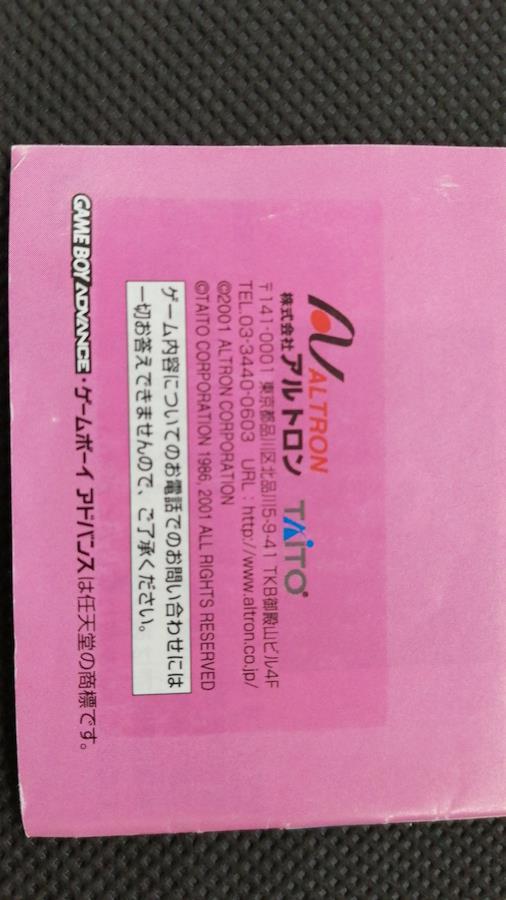 ALTRON
株式会社 アルトロン TAITO
〒141-0001 東京都品川区北品川5-9-41 TKB御殿山ビル4F
TEL.03-3440-0603 URL：http://www.altron.co.jp/
©2001 ALTRON CORPORATION
©TAITO CORPORATION 1986, 2001 ALL RIGHTS RESERVED
ゲーム内容についてのお電話でのお問い合わせには
一切お答えできませんので、ご了承ください。
GAME BOY ADVANCE・ゲームボーイ アドバンスは任天堂の商標です。